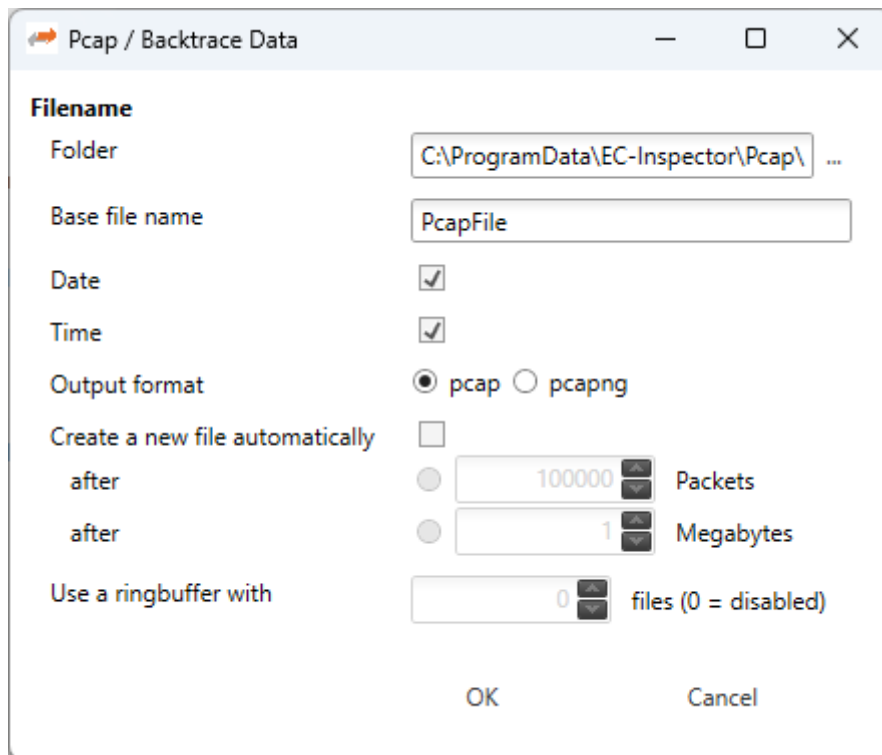 Pcap / Backtrace Data
Filename
Folder C:\ProgramData\EC-Inspector\Pcap\ ...
Base file name PcapFile
Date
Time
Output format pcap pcapng
Create a new file automatically
after 100000 Packets
after 1 Megabytes
Use a ringbuffer with 0 files (0 = disabled)
OK Cancel